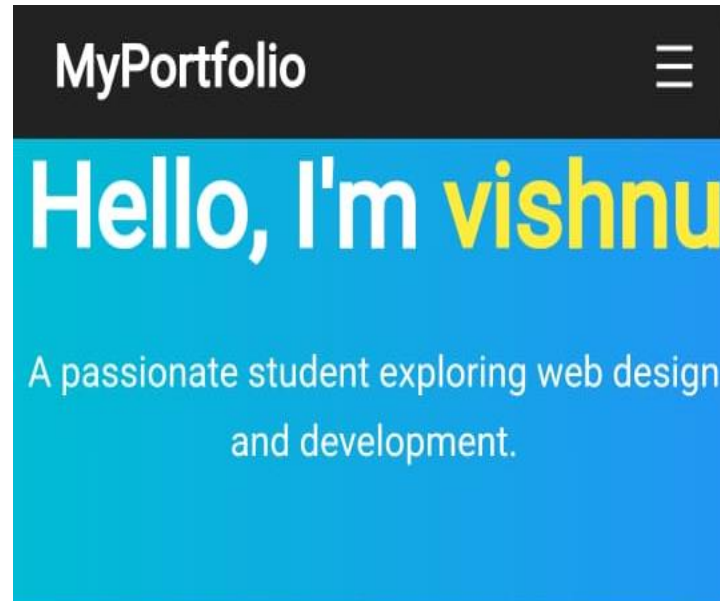 MyPortfolio
Hello, I'm vishnu
A passionate student exploring web design
and development.